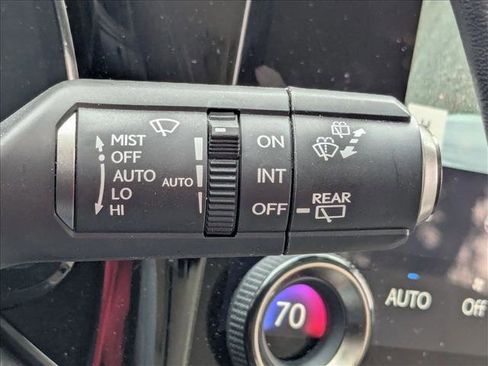 MIST
OFF
AUTO
LO
HI
AUTO
ON
INT
OFF
REAR
70
AUTO
Off